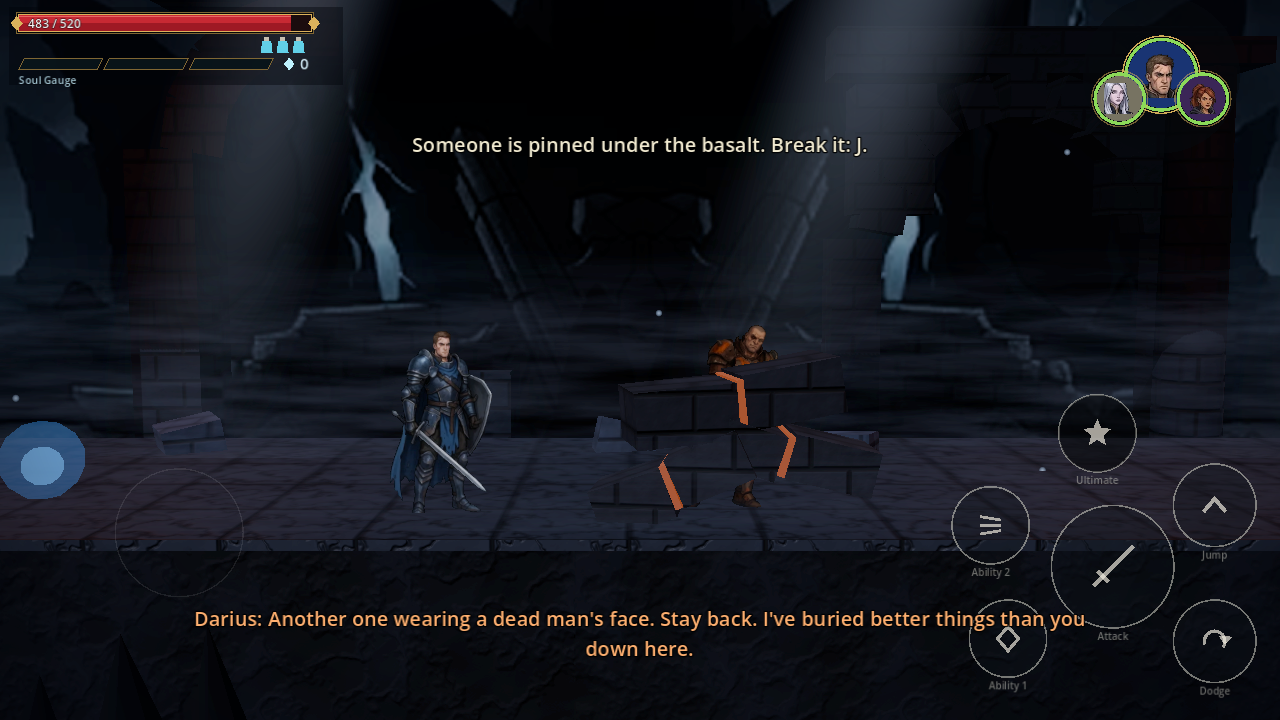 483 / 520
0
Soul Gauge
Someone is pinned under the basalt. Break it: J.
Ultimate
Ability 2
Jump
Attack
Darius: Another one wearing a dead man's face. Stay back. I've buried better things than you
down here.
Ability 1
Dodge